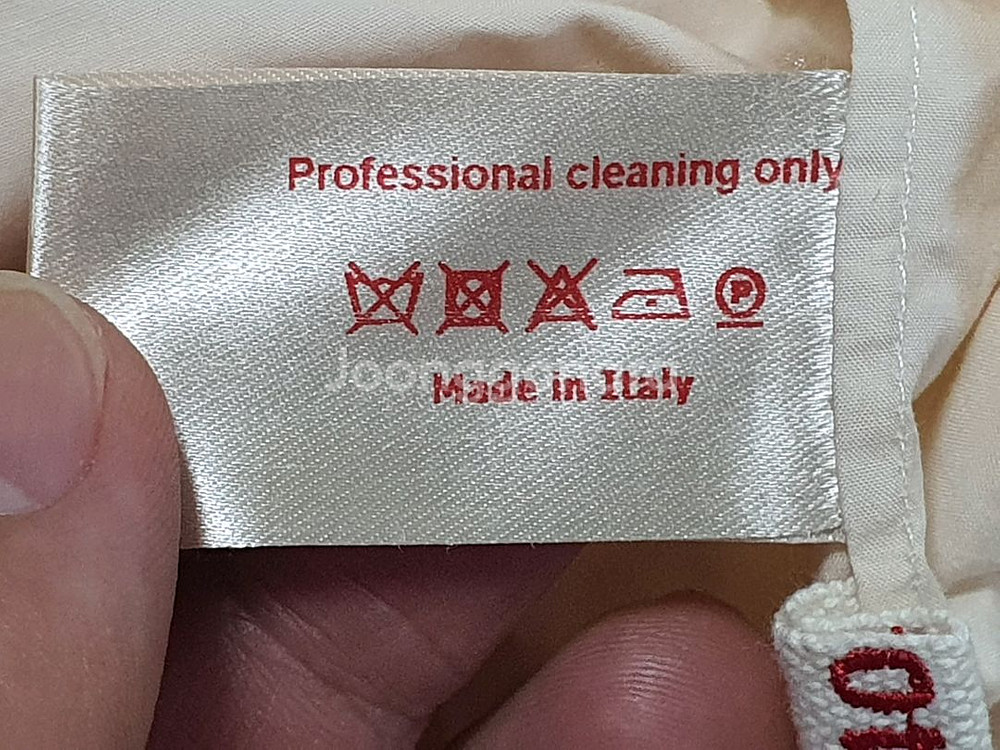 Professional cleaning only
P
Made in Italy